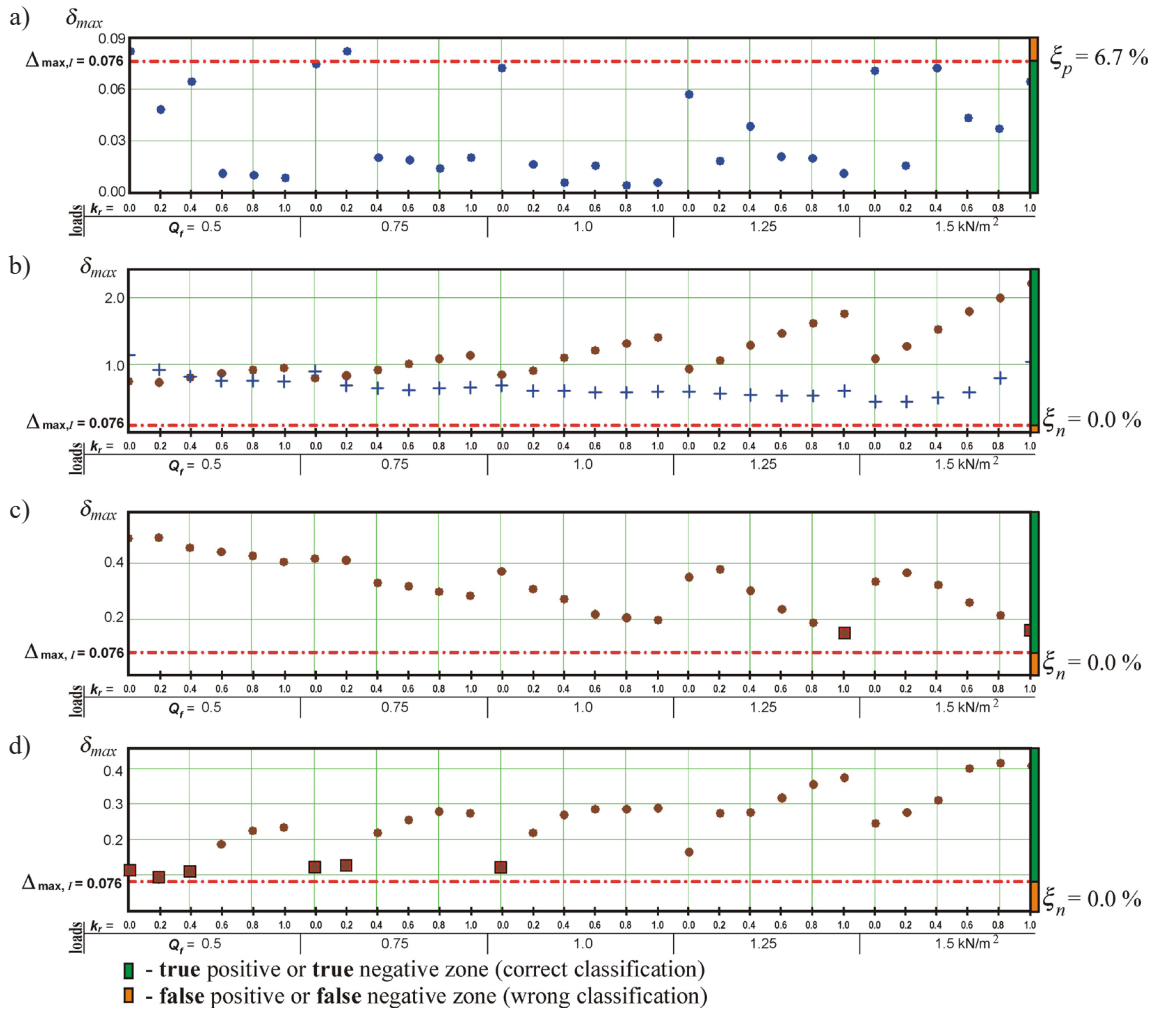 a)
δmax
0.09
Δmax,l = 0.076
0.06
0.03
0.00
ξp = 6.7 %
loads
kr = 0.0 0.2 0.4 0.6 0.8 1.0 0.0 0.2 0.4 0.6 0.8 1.0 0.0 0.2 0.4 0.6 0.8 1.0 0.0 0.2 0.4 0.6 0.8 1.0 0.0 0.2 0.4 0.6 0.8 1.0
Qf = 0.5 0.75 1.0 1.25 1.5 kN/m²
b)
δmax
2.0
1.0
Δmax,l = 0.076
ξn = 0.0 %
loads
kr = 0.0 0.2 0.4 0.6 0.8 1.0 0.0 0.2 0.4 0.6 0.8 1.0 0.0 0.2 0.4 0.6 0.8 1.0 0.0 0.2 0.4 0.6 0.8 1.0 0.0 0.2 0.4 0.6 0.8 1.0
Qf = 0.5 0.75 1.0 1.25 1.5 kN/m²
c)
δmax
0.4
0.2
Δmax, l = 0.076
ξn = 0.0 %
loads
kr = 0.0 0.2 0.4 0.6 0.8 1.0 0.0 0.2 0.4 0.6 0.8 1.0 0.0 0.2 0.4 0.6 0.8 1.0 0.0 0.2 0.4 0.6 0.8 1.0 0.0 0.2 0.4 0.6 0.8 1.0
Qf = 0.5 0.75 1.0 1.25 1.5 kN/m²
d)
δmax
0.4
0.3
0.2
Δmax, l = 0.076
ξn = 0.0 %
loads
kr = 0.0 0.2 0.4 0.6 0.8 1.0 0.0 0.2 0.4 0.6 0.8 1.0 0.0 0.2 0.4 0.6 0.8 1.0 0.0 0.2 0.4 0.6 0.8 1.0 0.0 0.2 0.4 0.6 0.8 1.0
Qf = 0.5 0.75 1.0 1.25 1.5 kN/m²
- true positive or true negative zone (correct classification)
- false positive or false negative zone (wrong classification)